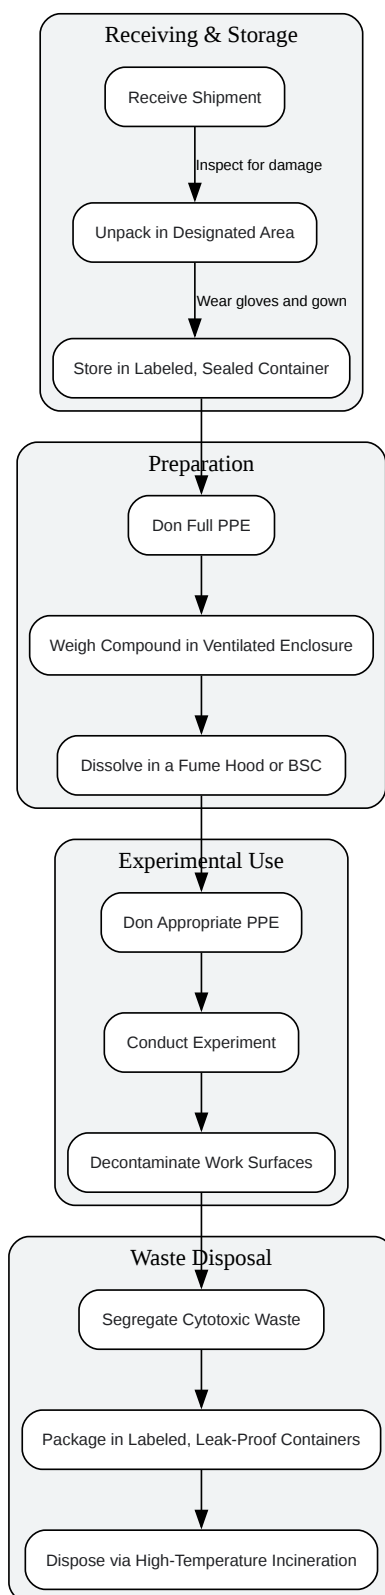 Receiving & Storage
Receive Shipment
Inspect for damage
Unpack in Designated Area
Wear gloves and gown
Store in Labeled, Sealed Container
Preparation
Don Full PPE
Weigh Compound in Ventilated Enclosure
Dissolve in a Fume Hood or BSC
Experimental Use
Don Appropriate PPE
Conduct Experiment
Decontaminate Work Surfaces
Waste Disposal
Segregate Cytotoxic Waste
Package in Labeled, Leak-Proof Containers
Dispose via High-Temperature Incineration